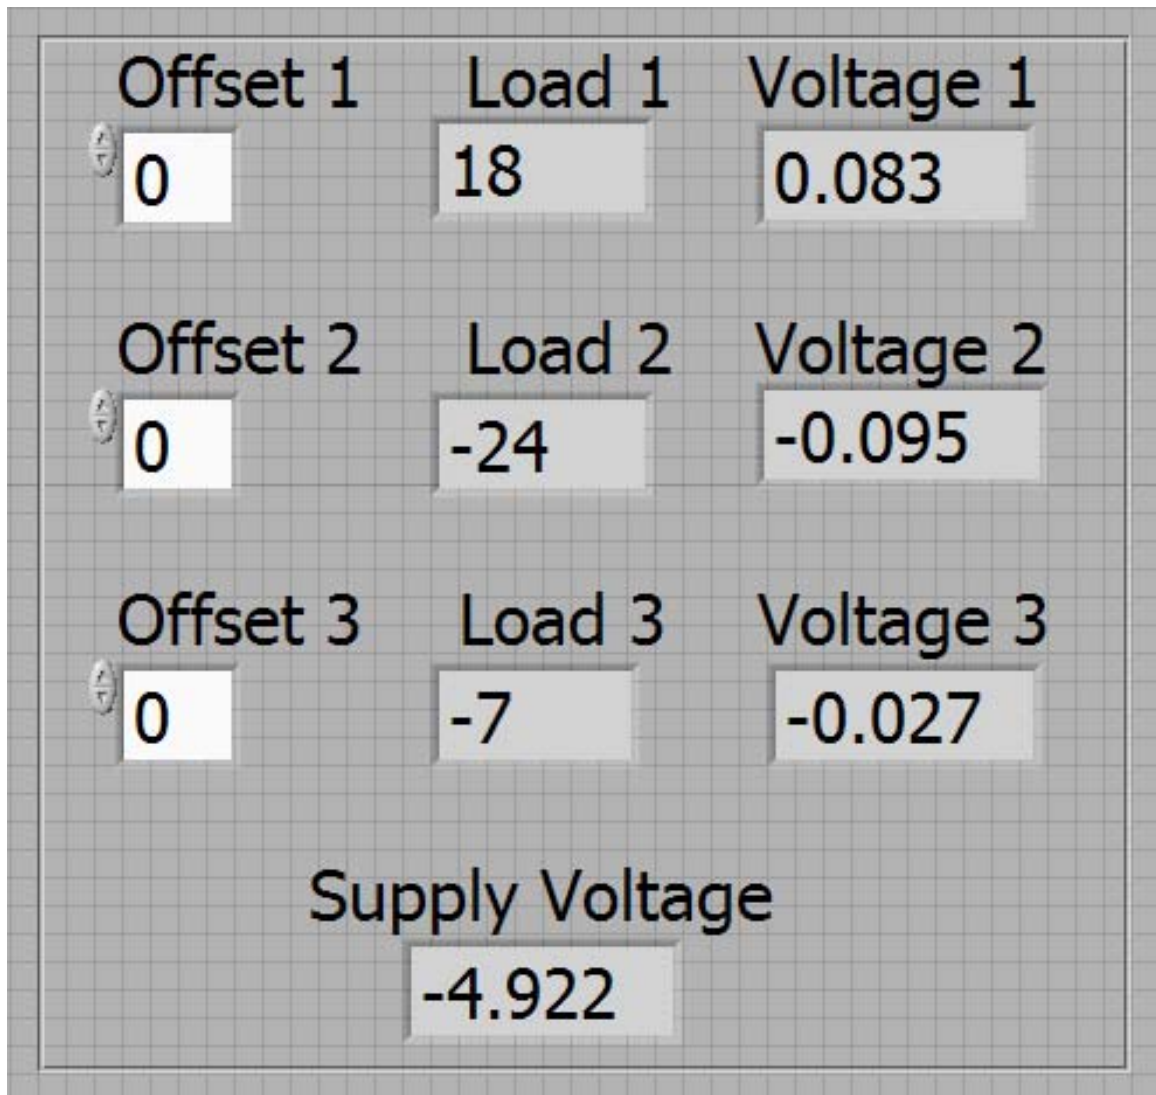 Offset 1 Load 1 Voltage 1
0 18 0.083
Offset 2 Load 2 Voltage 2
0 -24 -0.095
Offset 3 Load 3 Voltage 3
0 -7 -0.027
Supply Voltage
-4.922